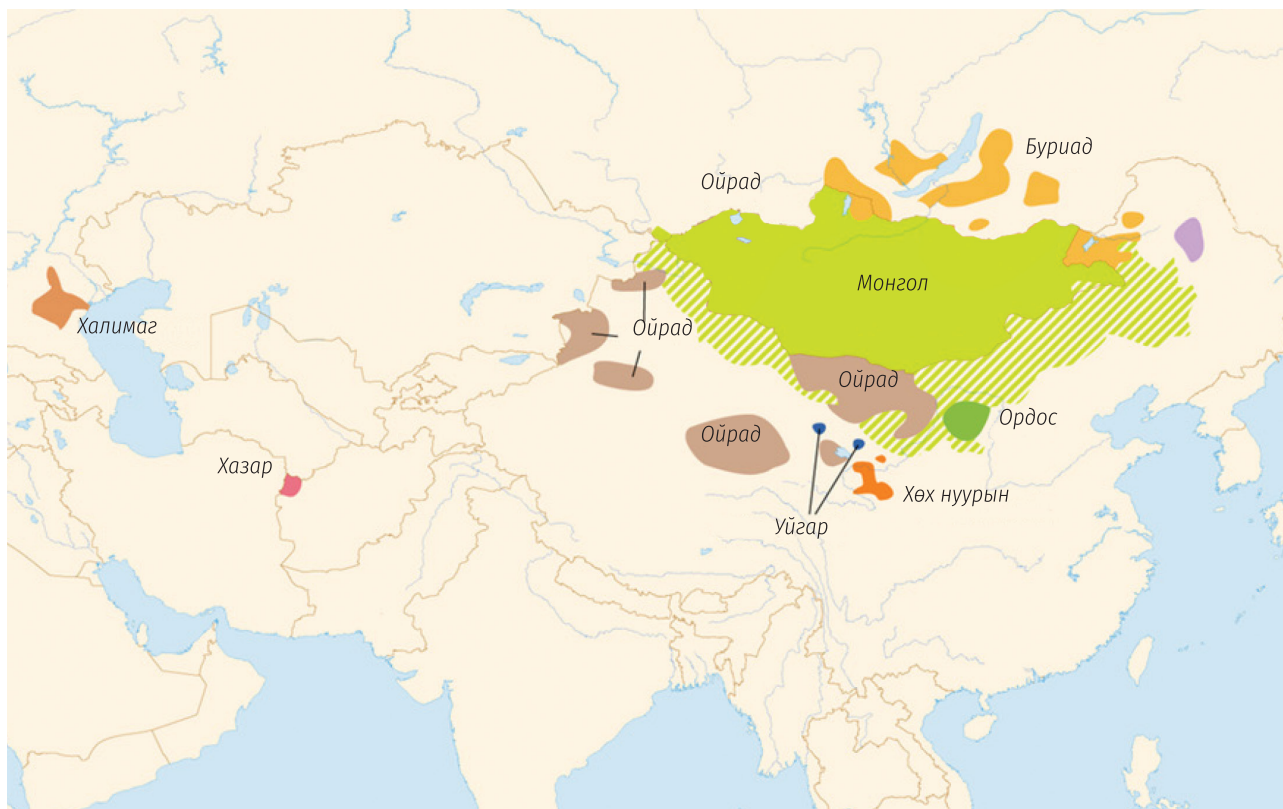 Буриад
Ойрад
Монгол
Халимаг
Ойрад
Ойрад
Ордос
Ойрад
Хазар
Хөх нуурын
Уйгар